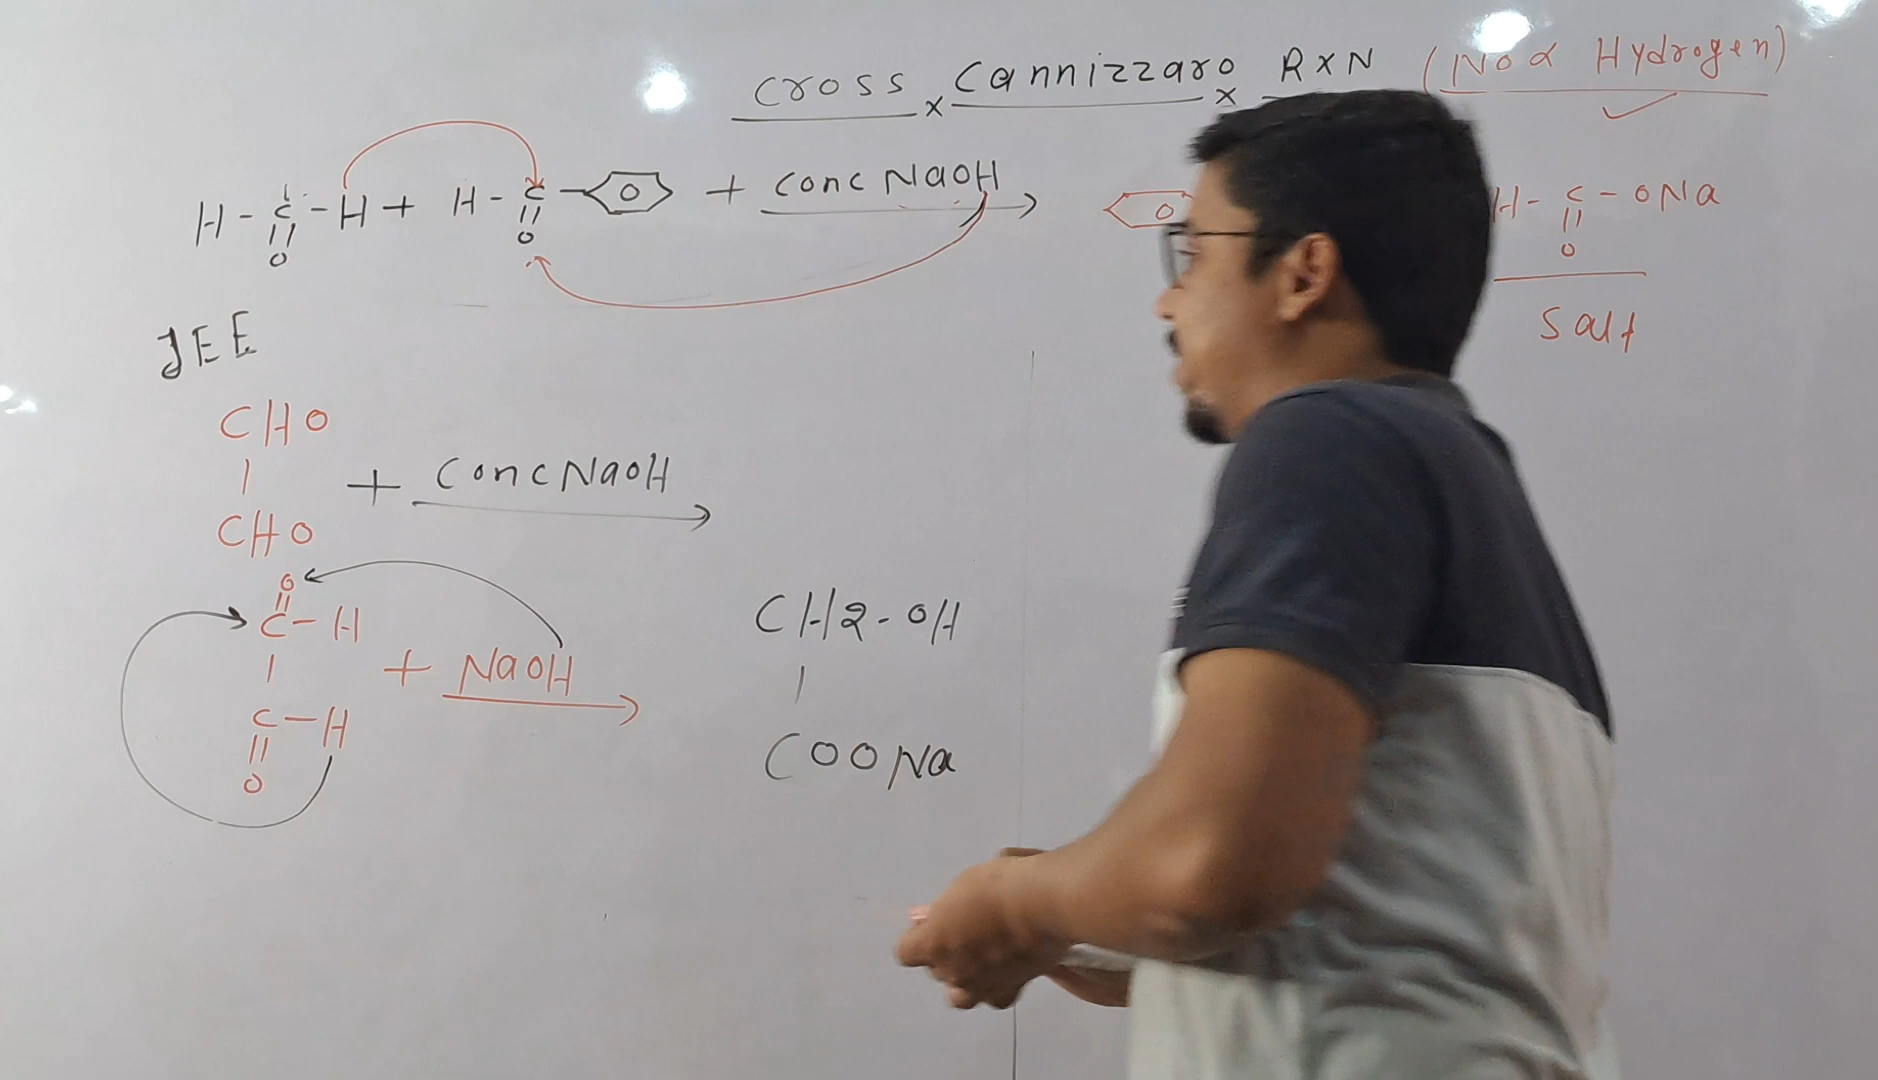 Cross Cannizzaro RXN (No α Hydrogen)
H - C - H + H - C - + conc NaOH → H - C - ONa
O O O O O
Salt
JEE
CHO
+ Conc NaOH →
CHO
O
C - H
+ NaOH → CH2 - OH
C - H
COONa
O